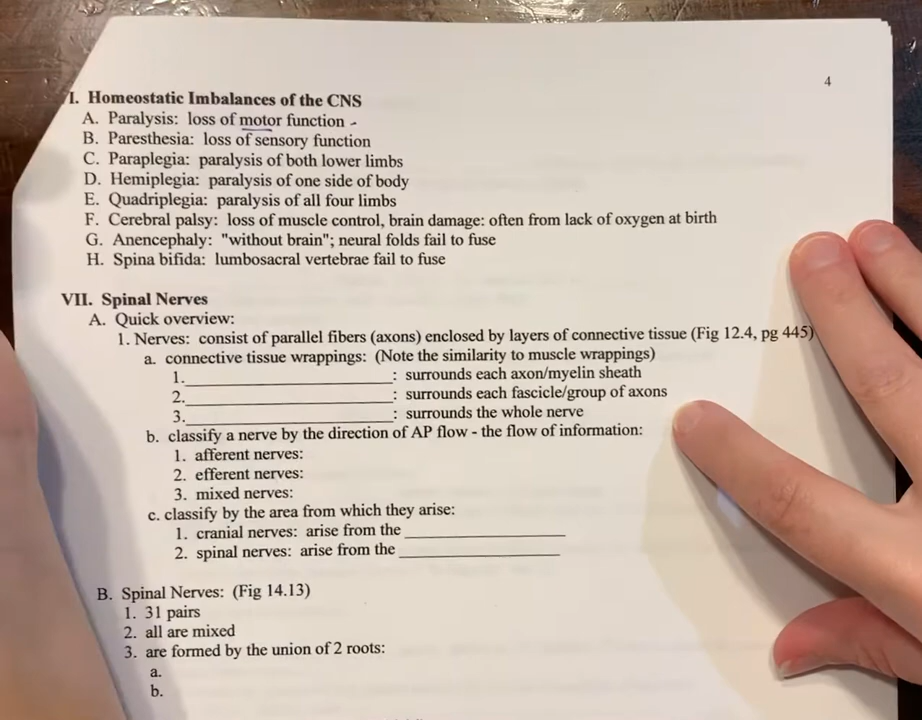 4
I. Homeostatic Imbalances of the CNS
A. Paralysis: loss of motor function -
B. Paresthesia: loss of sensory function
C. Paraplegia: paralysis of both lower limbs
D. Hemiplegia: paralysis of one side of body
E. Quadriplegia: paralysis of all four limbs
F. Cerebral palsy: loss of muscle control, brain damage: often from lack of oxygen at birth
G. Anencephaly: "without brain"; neural folds fail to fuse
H. Spina bifida: lumbosacral vertebrae fail to fuse
VII. Spinal Nerves
A. Quick overview:
1. Nerves: consist of parallel fibers (axons) enclosed by layers of connective tissue (Fig 12.4, pg 445)
a. connective tissue wrappings: (Note the similarity to muscle wrappings)
1.____________________: surrounds each axon/myelin sheath
2.____________________: surrounds each fascicle/group of axons
3.____________________: surrounds the whole nerve
b. classify a nerve by the direction of AP flow - the flow of information:
1. afferent nerves:
2. efferent nerves:
3. mixed nerves:
c. classify by the area from which they arise:
1. cranial nerves: arise from the ________________
2. spinal nerves: arise from the ________________
B. Spinal Nerves: (Fig 14.13)
1. 31 pairs
2. all are mixed
3. are formed by the union of 2 roots:
a.
b.